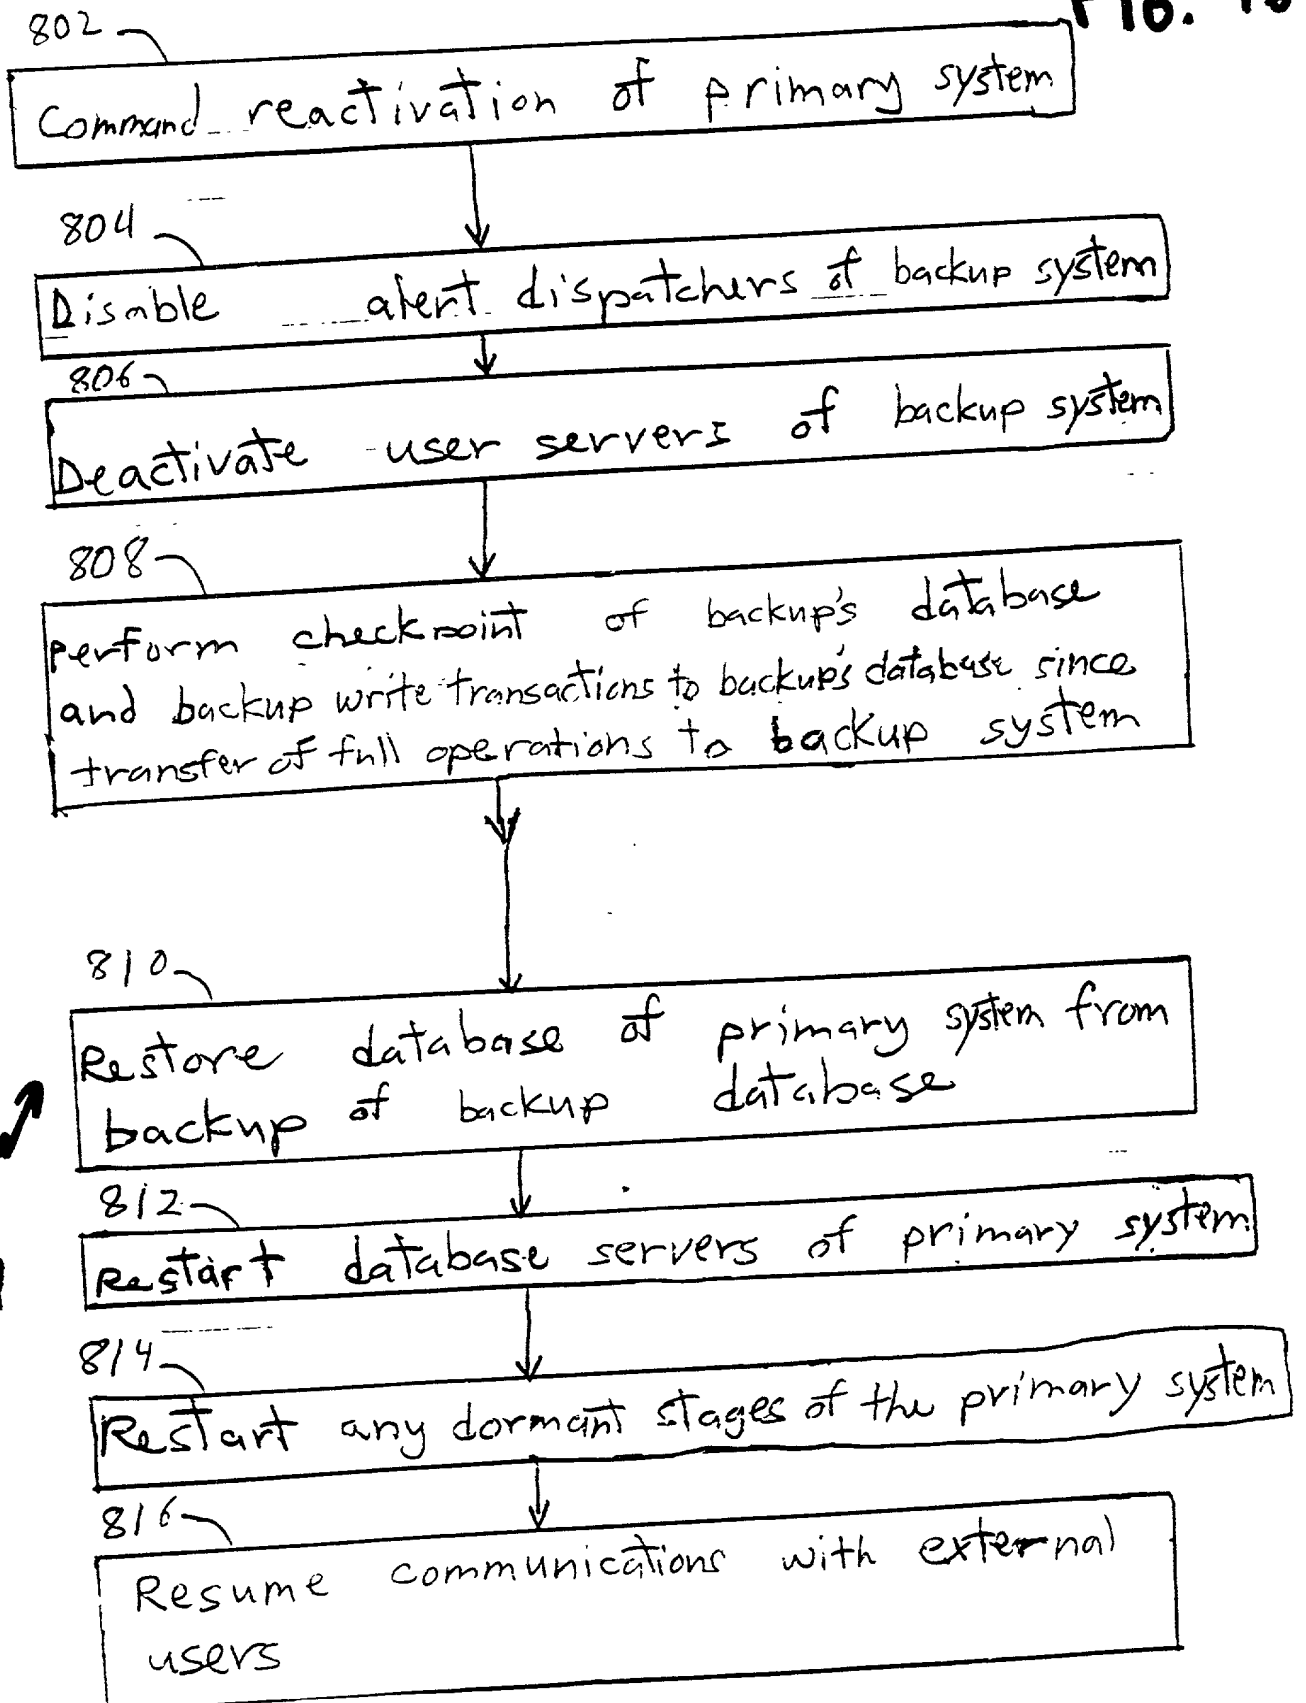 FIG.
802
Command reactivation of primary system
804
Disable alert dispatchers of backup system
806
Deactivate user servers of backup system
808
Perform checkpoint of backup's database
and backup write transactions to backup's database since
transfer of full operations to backup system
810
Restore database of primary system from
backup of backup database
812
Restart database servers of primary system
814
Restart any dormant stages of the primary system
816
Resume communications with external
users